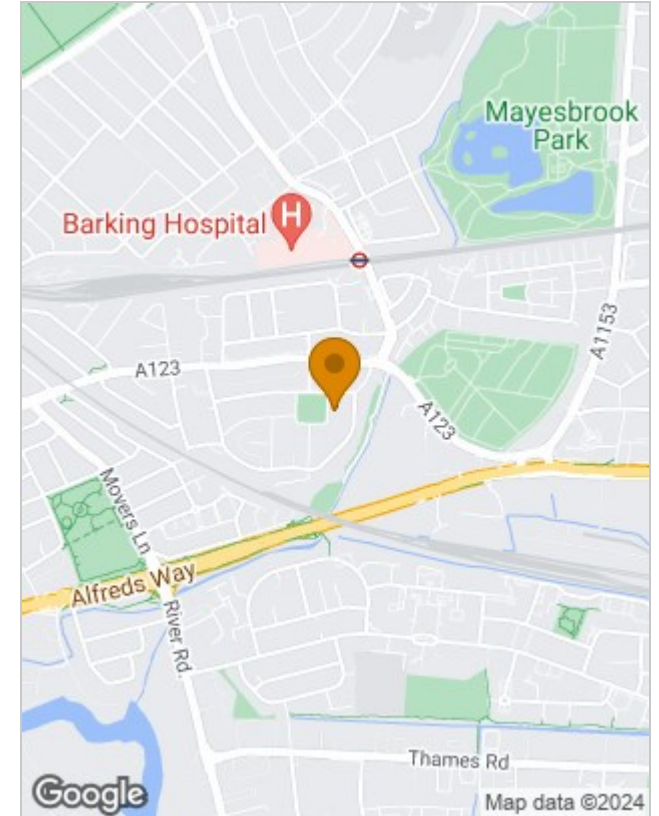 Mayesbrook
Park
Barking Hospital
H
A1153
A123
A123
Movers Ln
Alfreds Way
River Rd.
Thames Rd
Google
Map data ©2024